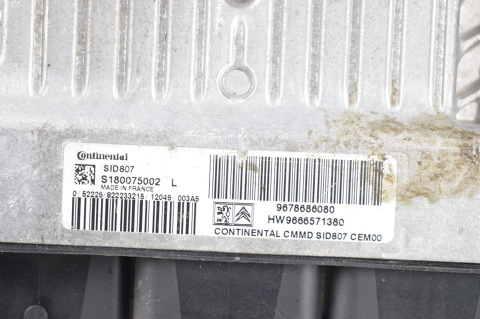 Continental
SID807
S180075002 L
MADE IN FRANCE
0 52225 822233215 12045 003A5
9678686080
HW9666571380
CONTINENTAL CMMD SID807 CEM00